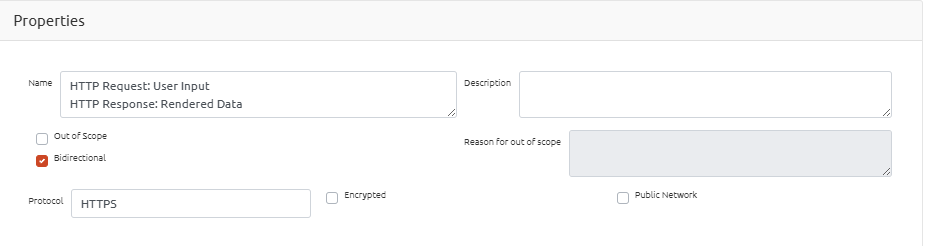 Properties
Name
HTTP Request: User Input
HTTP Response: Rendered Data
Description
Out of Scope
Bidirectional
Reason for out of scope
Protocol
HTTPS
Encrypted
Public Network